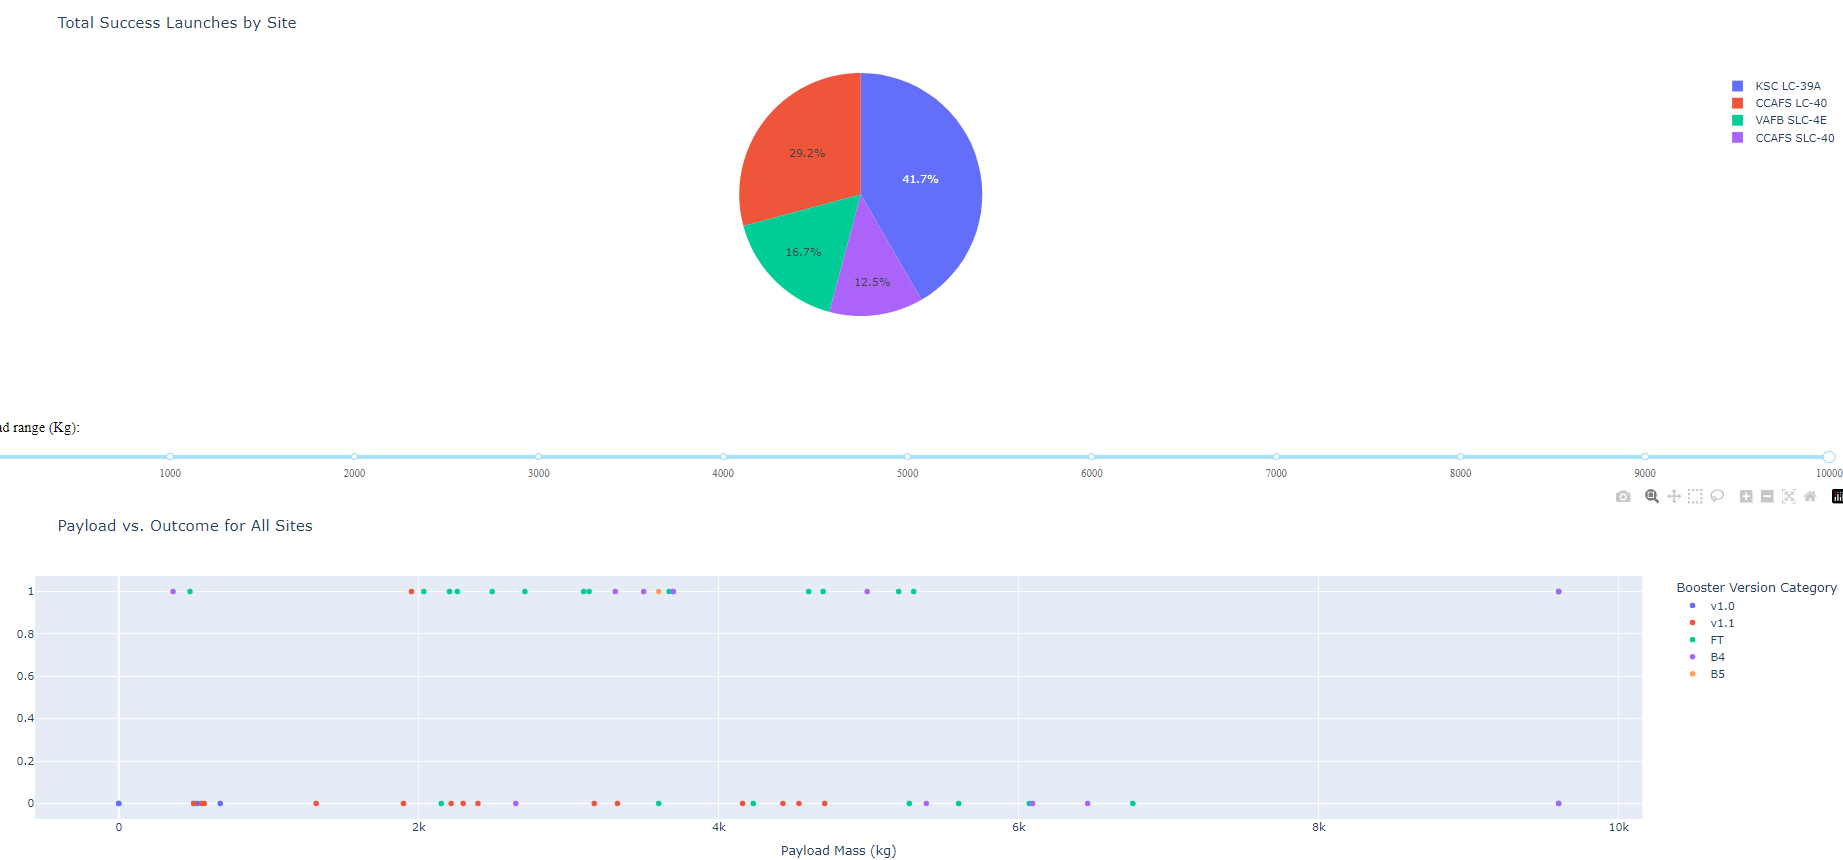 Total Success Launches by Site
KSC LC-39A
CCAFS LC-40
VAFB SLC-4E
CCAFS SLC-40
29.2%
41.7%
16.7%
12.5%
ad range (Kg):
1000 2000 3000 4000 5000 6000 7000 8000 9000 10000
Payload vs. Outcome for All Sites
Booster Version Category
v1.0
v1.1
FT
B4
B5
1
0.8
0.6
0.4
0.2
0
0 2k 4k 6k 8k 10k
Payload Mass (kg)